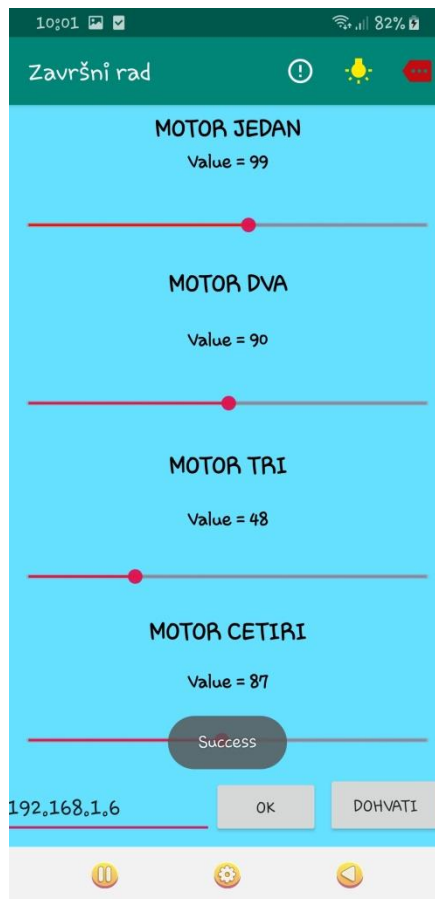 10:01 82%
Završni rad
MOTOR JEDAN
Value = 99
MOTOR DVA
Value = 90
MOTOR TRI
Value = 48
MOTOR CETIRI
Value = 87
Success
192.168.1.6 OK DOHVATI